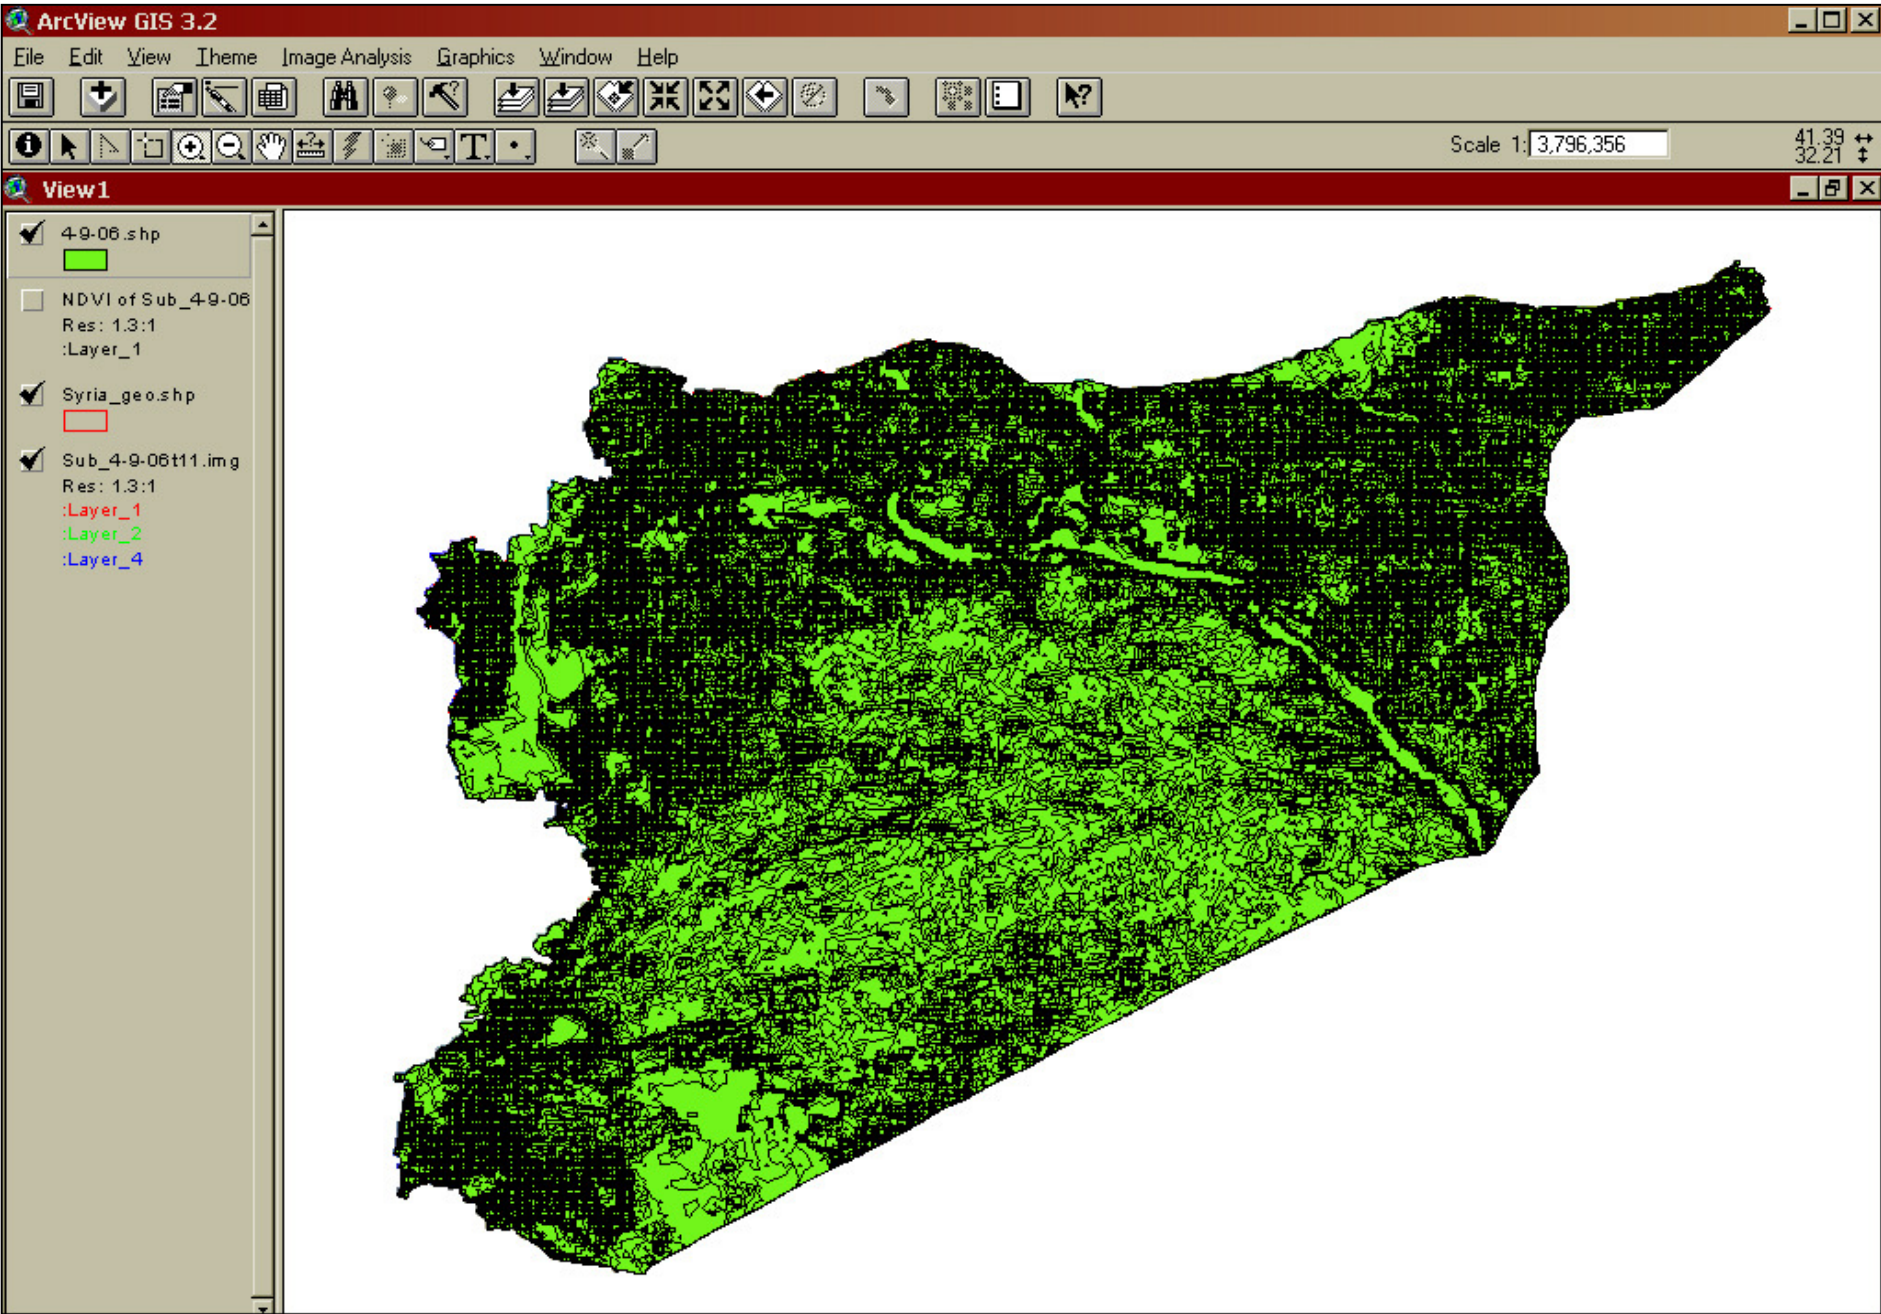 ArcView GIS 3.2
File Edit View Theme Image Analysis Graphics Window Help
Scale 1: 3,796,356
41.39
32.21
View1
4-9-06.shp
NDVI of Sub_4-9-06
Res: 1.3:1
:Layer_1
Syria_geo.shp
Sub_4-9-06t11.img
Res: 1.3:1
:Layer_1
:Layer_2
:Layer_4